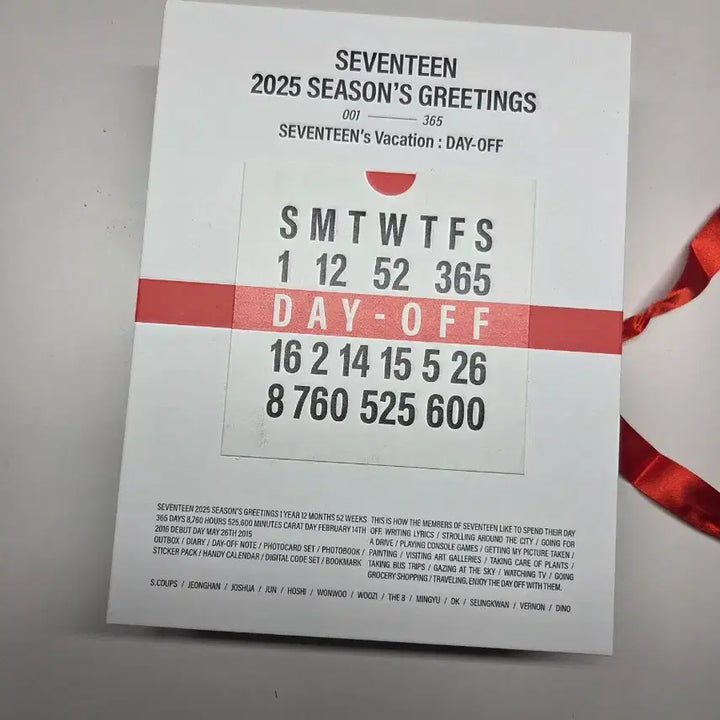 SEVENTEEN
2025 SEASON'S GREETINGS
001 ——— 365
SEVENTEEN's Vacation : DAY-OFF
S M T W T F S
1 12 52 365
DAY-OFF
16 2 14 15 5 26
8 760 525 600
SEVENTEEN 2025 SEASON'S GREETINGS 1 YEAR 12 MONTHS 52 WEEKS
365 DAYS 8,760 HOURS 525,600 MINUTES CARAT DAY FEBRUARY 14TH
2016 DEBUT DAY MAY 26TH 2015
OUTBOX / DIARY / DAY-OFF NOTE / PHOTOCARD SET / PHOTOBOOK /
STICKER PACK / HANDY CALENDAR / DIGITAL CODE SET / BOOKMARK
THIS IS HOW THE MEMBERS OF SEVENTEEN LIKE TO SPEND THEIR DAY
OFF. WRITING LYRICS / STROLLING AROUND THE CITY / GOING FOR
A DRIVE / PLAYING CONSOLE GAMES / GETTING MY PICTURE TAKEN /
PAINTING / VISITING ART GALLERIES / TAKING CARE OF PLANTS /
TAKING BUS TRIPS / GAZING AT THE SKY / WATCHING TV / GOING
GROCERY SHOPPING / TRAVELING. ENJOY THE DAY OFF WITH THEM.
S.COUPS / JEONGHAN / JOSHUA / JUN / HOSHI / WONWOO / WOOZI / THE 8 / MINGYU / DK / SEUNGKWAN / VERNON / DINO